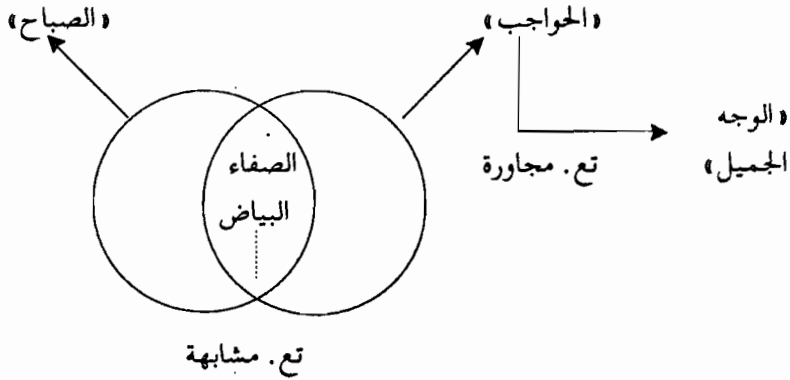 «الحواجب»
«الصباح»
«الوجه
الجميل»
الصفاء
البياض
تع. مجاورة
تع. مشابهة